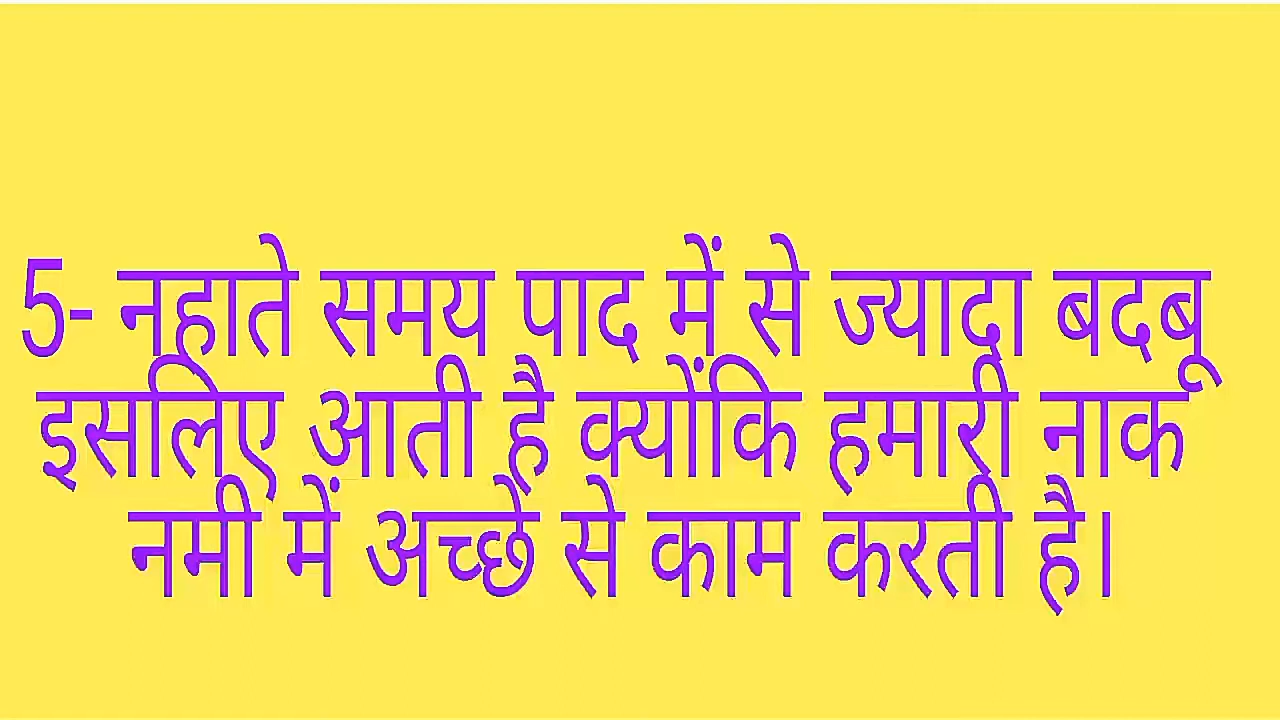 5- नहाते समय पाद में से ज्यादा बदबू
इसलिए आती है क्योंकि हमारी नाक
नमी में अच्छे से काम करती है।